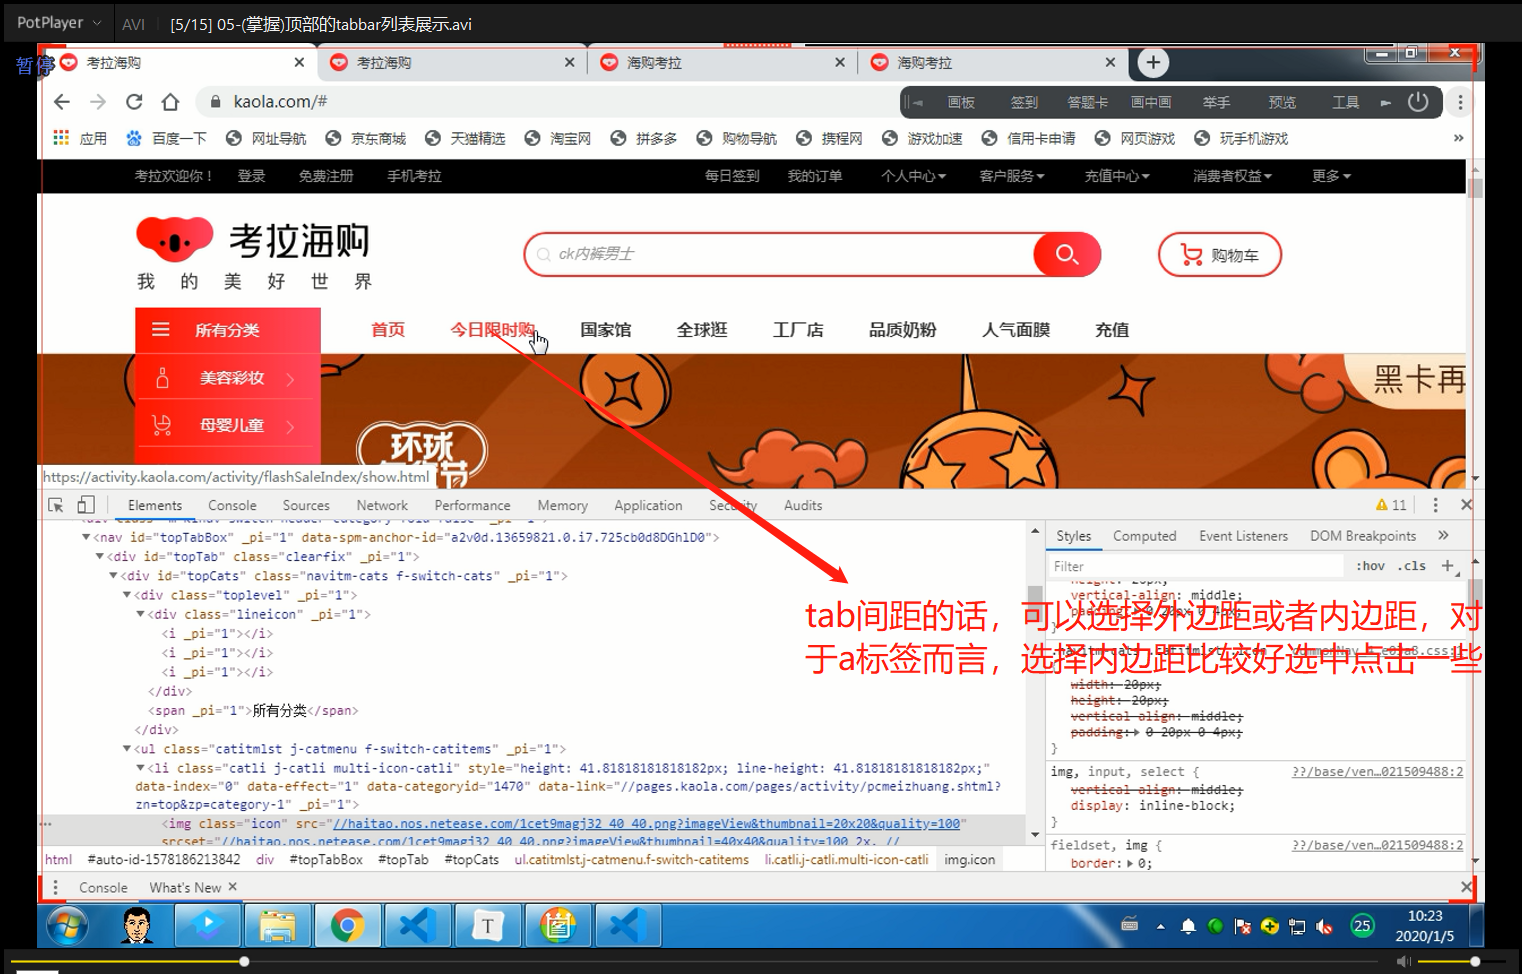 PotPlayer
AVI
[5/15] 05-(掌握)顶部的tabbar列表展示.avi
暂停
考拉海购
考拉海购
海购考拉
海购考拉
kaola.com/#
画板 签到 答题卡 画中画 举手 预览 工具
应用 百度一下 网址导航 京东商城 天猫精选 淘宝网 拼多多 购物导航 携程网 游戏加速 信用卡申请 网页游戏 玩手机游戏 »
考拉欢迎你！ 登录 免费注册 手机考拉 每日签到 我的订单 个人中心 客户服务 充值中心 消费者权益 更多
考拉海购
我的美好世界
ck内裤男士
购物车
所有分类 首页 今日限时购 国家馆 全球逛 工厂店 品质奶粉 人气面膜 充值
美容彩妆
母婴儿童
环球
黑卡再
https://activity.kaola.com/activity/flashSaleIndex/show.html
Elements Console Sources Network Performance Memory Application Security Audits 11
<nav id="topTabBox" _pi="1" data-spm-anchor-id="a2v0d.13659821.0.i7.725cb0d8DGhlD0">
<div id="topTab" class="clearfix" _pi="1">
<div id="topCats" class="navitm-cats f-switch-cats" _pi="1">
<div class="toplevel" _pi="1">
<div class="lineicon" _pi="1">
<i _pi="1"></i>
<i _pi="1"></i>
<i _pi="1"></i>
</div>
<span _pi="1">所有分类</span>
</div>
<ul class="catitmlst j-catmenu f-switch-catitems" _pi="1">
<li class="catli j-catli multi-icon-catli" style="height: 41.81818181818182px; line-height: 41.81818181818182px;"
data-index="0" data-effect="1" data-categoryid="1470" data-link="//pages.kaola.com/pages/activity/pcmeizhuang.shtml?
zn=top&zp=category-1" _pi="1">
<img class="icon" src="//haitao.nos.netease.com/1cet9magj32_40_40.png?imageView&thumbnail=20x20&quality=100"
srcset="//haitao.nos.netease.com/1cet9magj32_40_40.png?imageView&thumbnail=40x40&quality=100 2x, //
html #auto-id-1578186213842 div #topTabBox #topTab #topCats ul.catitmlst.j-catmenu.f-switch-catitems li.catli.j-catli.multi-icon-catli img.icon
Styles Computed Event Listeners DOM Breakpoints »
Filter :hov .cls +
height: 20px;
vertical-align: middle;
padding: 0 20px 0 4px;
}
tab间距的话，可以选择外边距或者内边距，对
于a标签而言，选择内边距比较好选中点击一些
width: 20px;
height: 20px;
vertical-align: middle;
padding: 0 20px 0 4px;
}
img, input, select { ??/base/ven…021509488:2
vertical-align: middle;
display: inline-block;
}
fieldset, img { ??/base/ven…021509488:2
border: 0;
Console What's New
T
25
10:23
2020/1/5